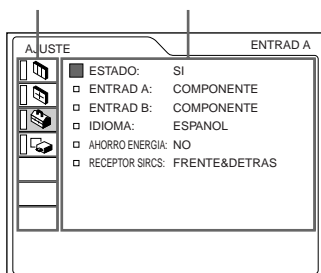 AJUSTE
ENTRAD A
ESTADO: SI
ENTRAD A: COMPONENTE
ENTRAD B: COMPONENTE
IDIOMA: ESPANOL
AHORRO ENERGIA: NO
RECEPTOR SIRCS: FRENTE&DETRAS